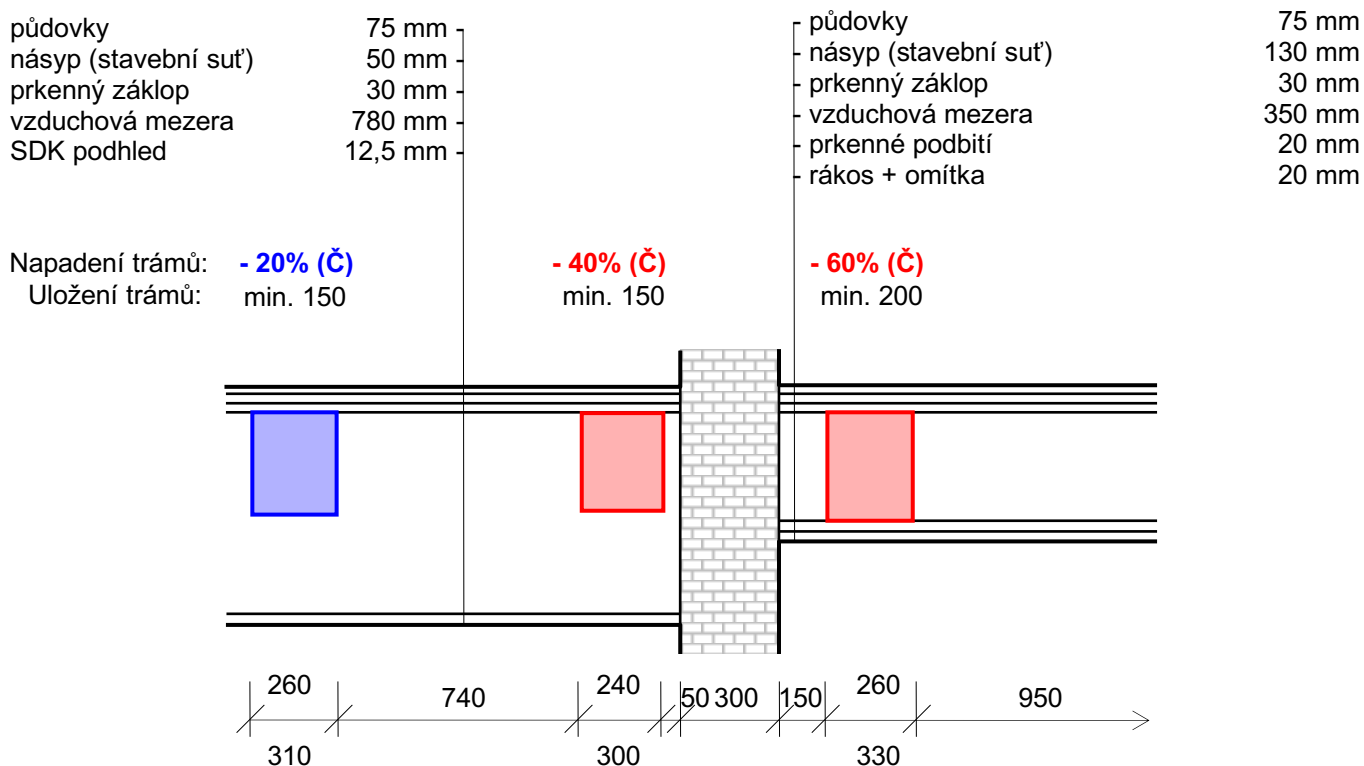 půdovky 75 mm
násyp (stavební suť) 50 mm
prkenný záklop 30 mm
vzduchová mezera 780 mm
SDK podhled 12,5 mm
půdovky 75 mm
násyp (stavební suť) 130 mm
prkenný záklop 30 mm
vzduchová mezera 350 mm
prkenné podbití 20 mm
rákos + omítka 20 mm
Napadení trámů: - 20% (Č) - 40% (Č) - 60% (Č)
Uložení trámů: min. 150 min. 150 min. 200
260 740 240 50 300 150 260 950
310 300 330